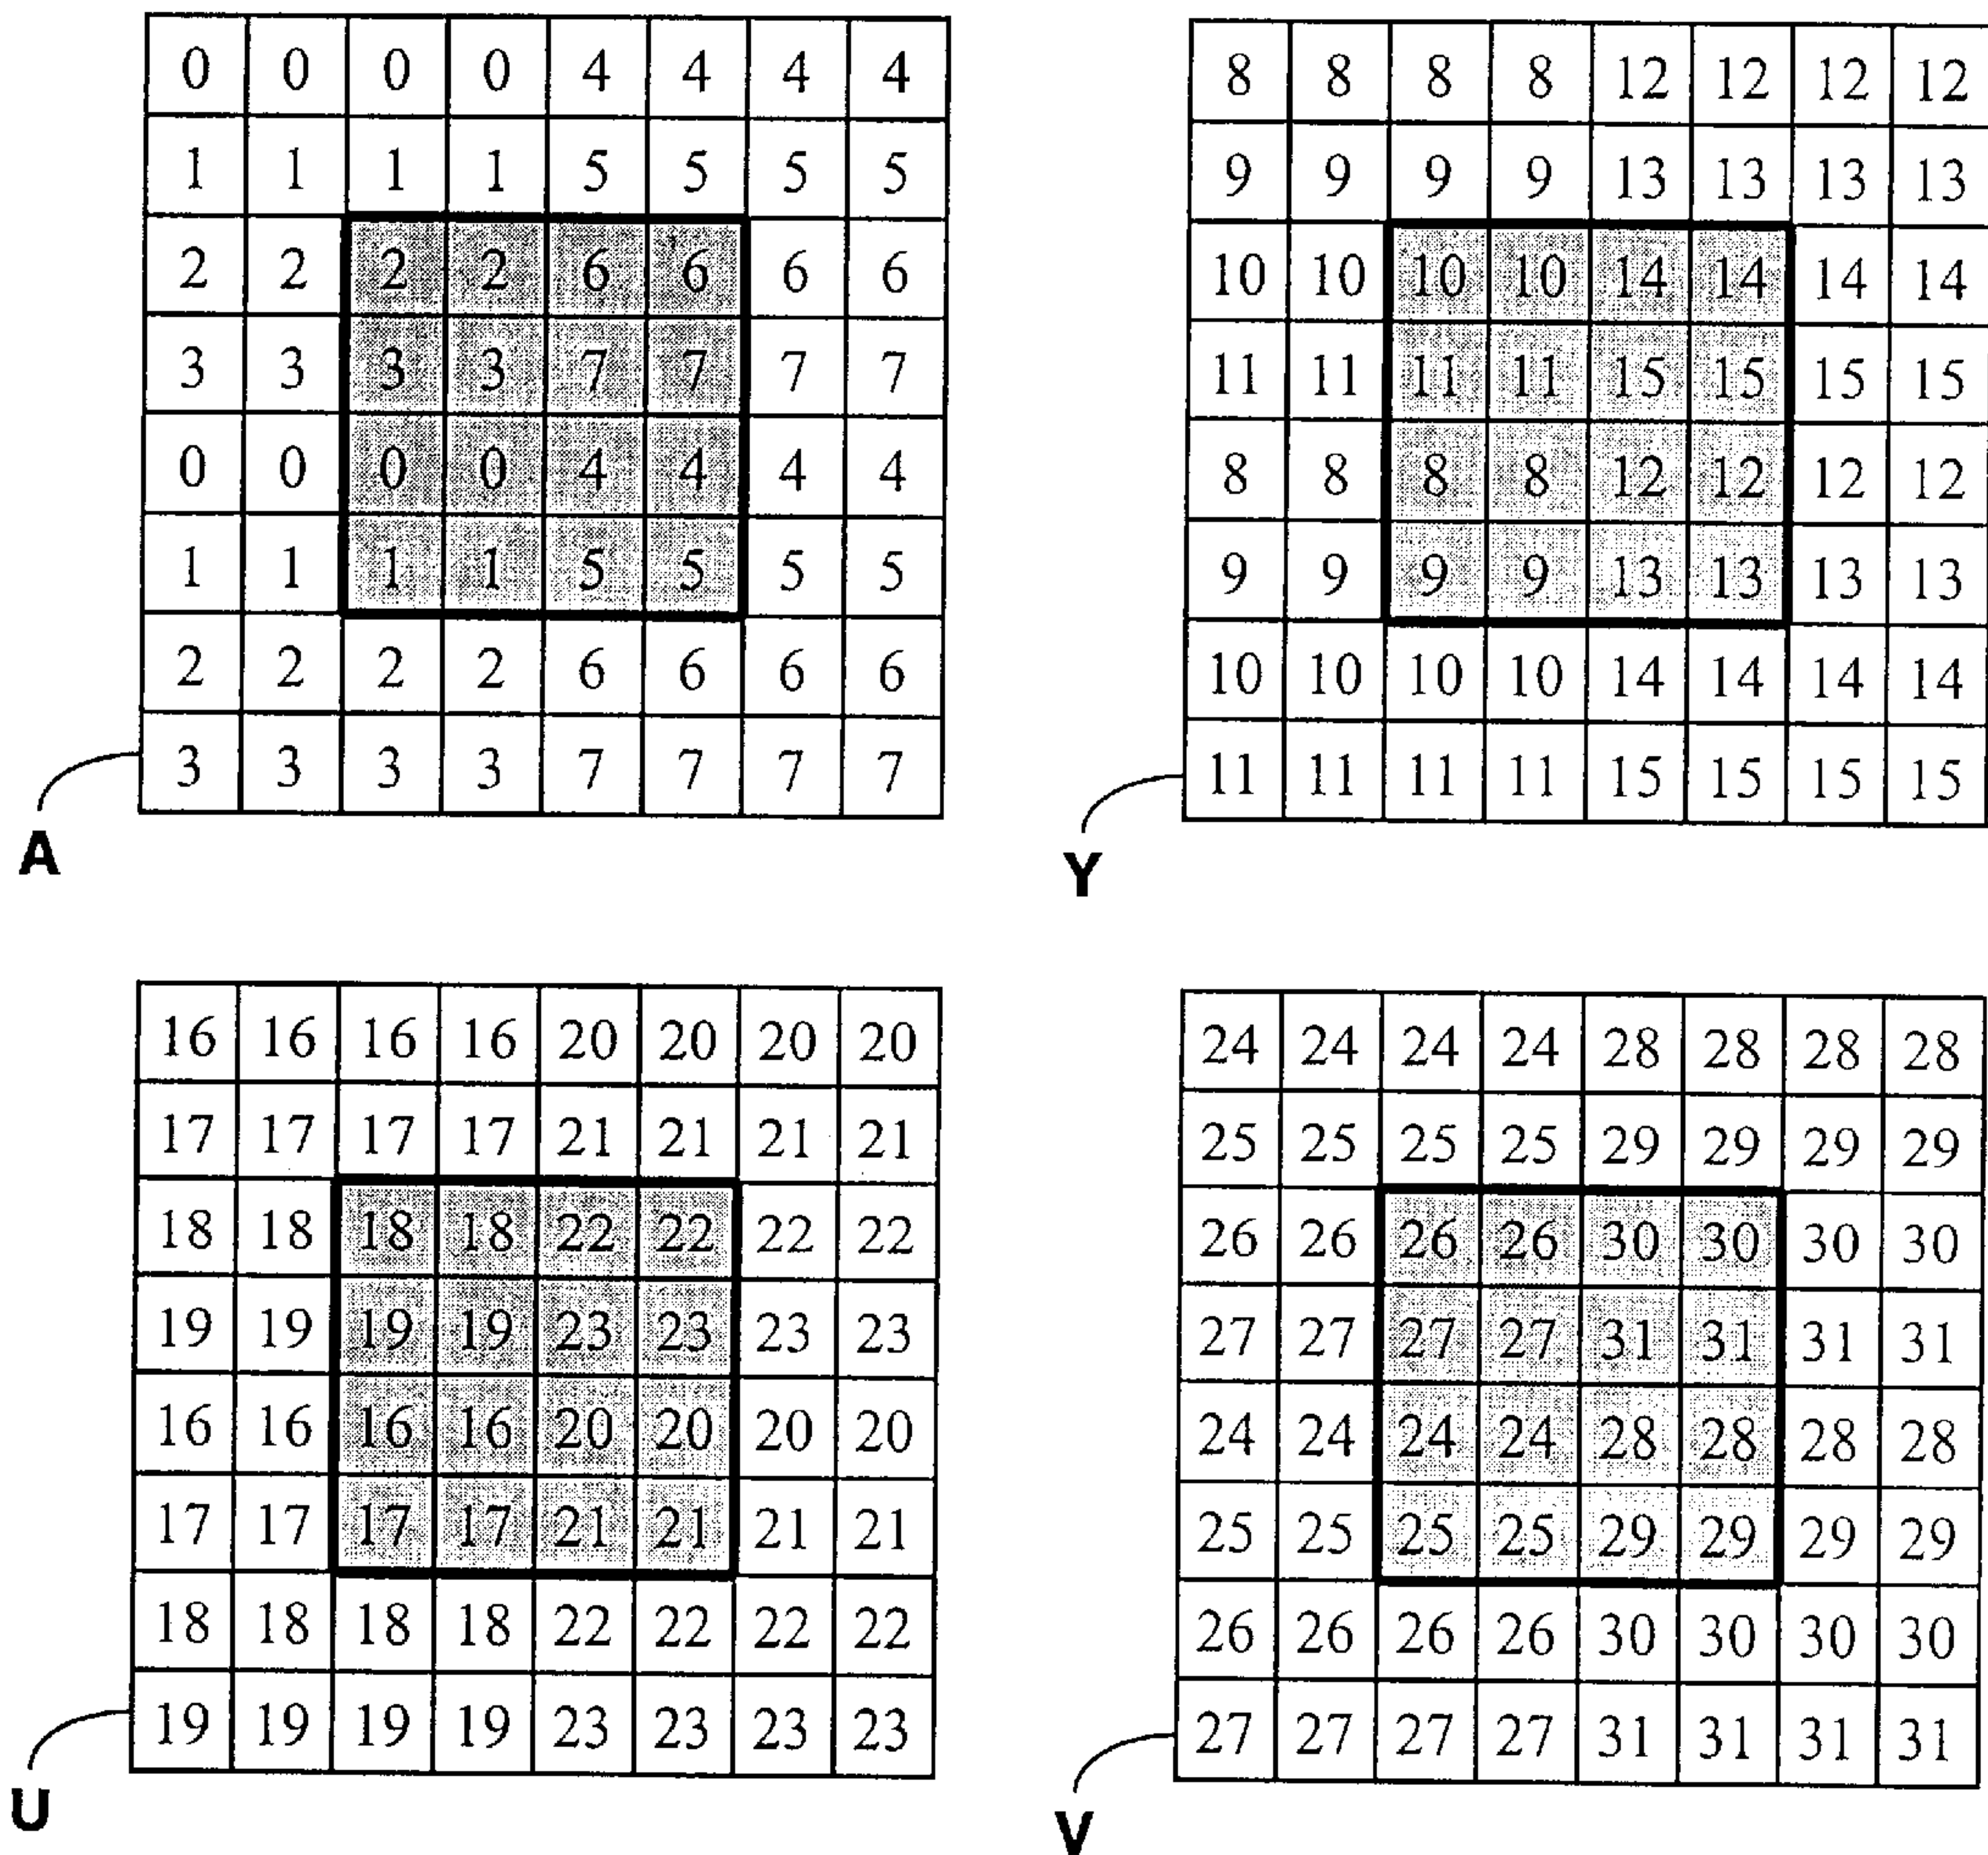 0 0 0 0 4 4 4 4
1 1 1 1 5 5 5 5
2 2 2 2 6 6 6 6
3 3 3 3 7 7 7 7
0 0 0 0 4 4 4 4
1 1 1 1 5 5 5 5
2 2 2 2 6 6 6 6
3 3 3 3 7 7 7 7
A
8 8 8 8 12 12 12 12
9 9 9 9 13 13 13 13
10 10 10 10 14 14 14 14
11 11 11 11 15 15 15 15
8 8 8 8 12 12 12 12
9 9 9 9 13 13 13 13
10 10 10 10 14 14 14 14
11 11 11 11 15 15 15 15
Y
16 16 16 16 20 20 20 20
17 17 17 17 21 21 21 21
18 18 18 18 22 22 22 22
19 19 19 19 23 23 23 23
16 16 16 16 20 20 20 20
17 17 17 17 21 21 21 21
18 18 18 18 22 22 22 22
19 19 19 19 23 23 23 23
U
24 24 24 24 28 28 28 28
25 25 25 25 29 29 29 29
26 26 26 26 30 30 30 30
27 27 27 27 31 31 31 31
24 24 24 24 28 28 28 28
25 25 25 25 29 29 29 29
26 26 26 26 30 30 30 30
27 27 27 27 31 31 31 31
V